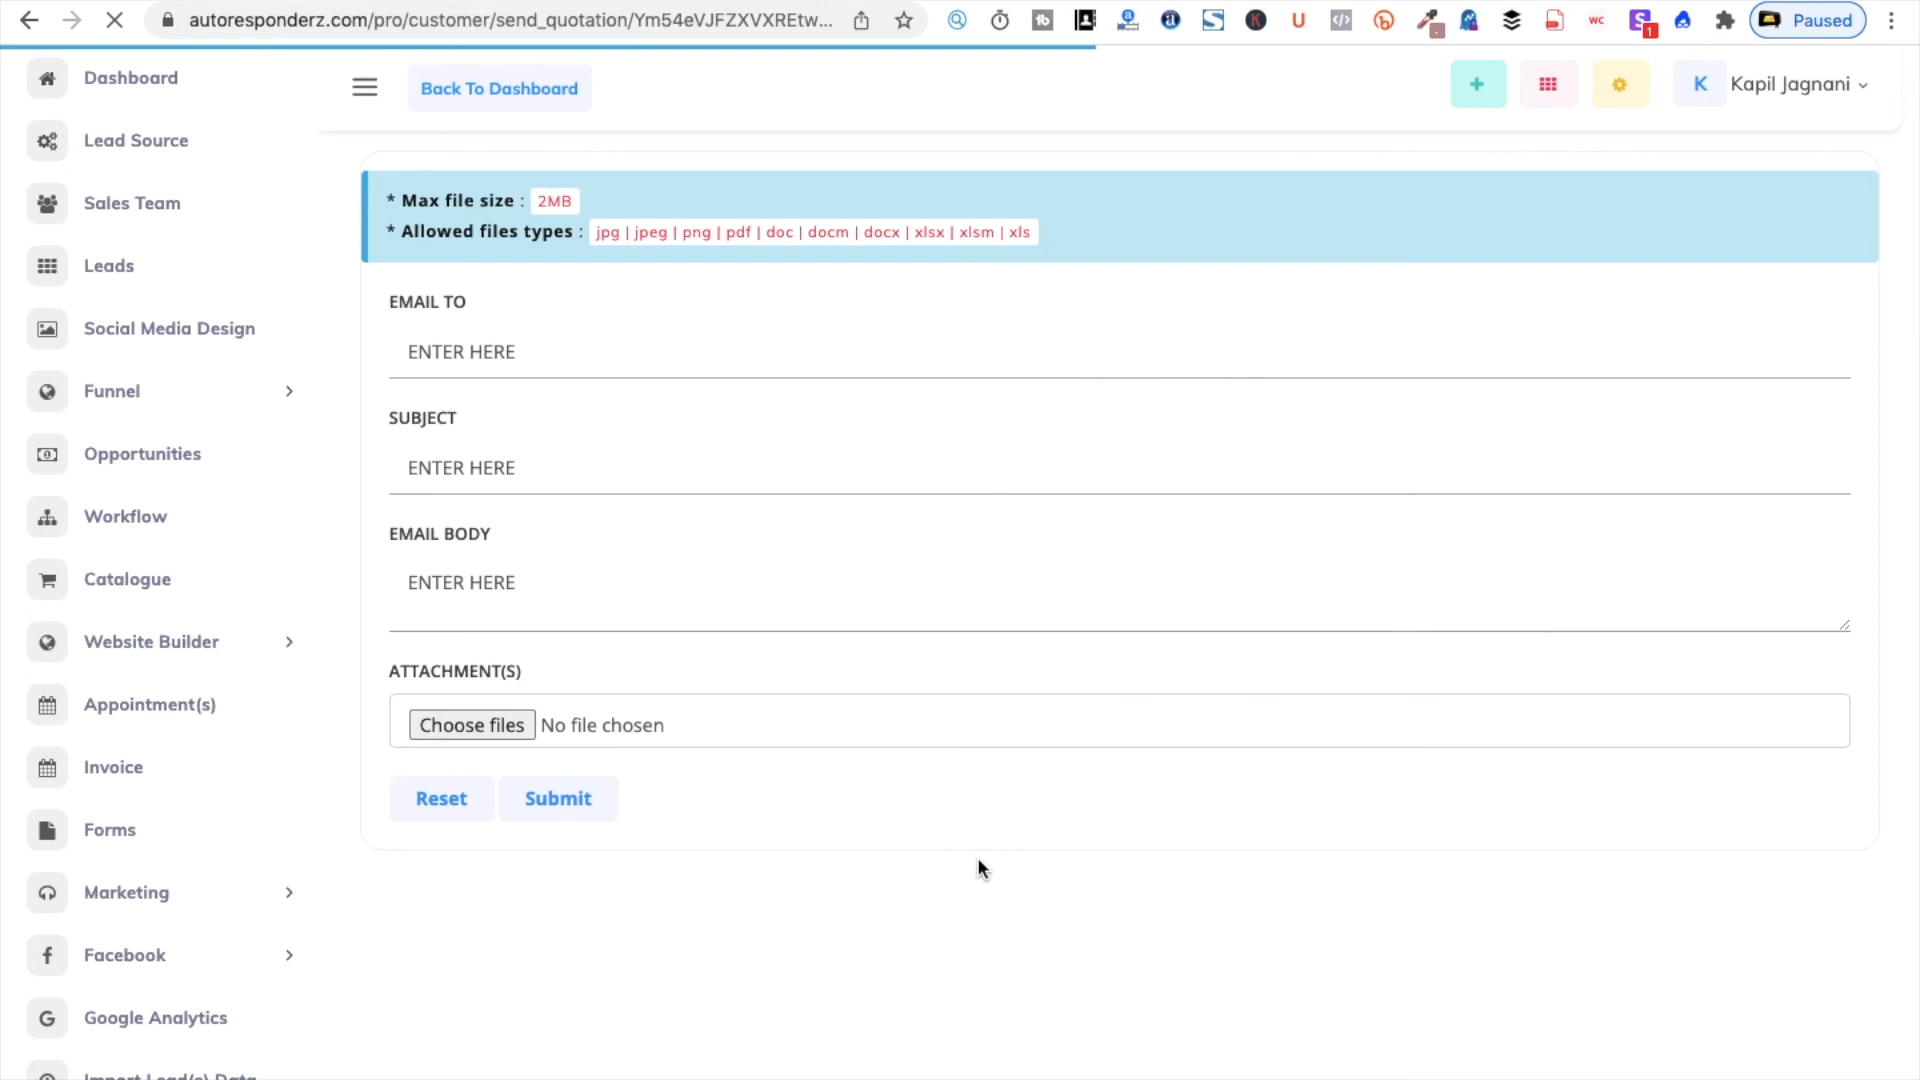 autoresponderz.com/pro/customer/send_quotation/Ym54eVJFZXVXREtw...
Paused
Dashboard
Back To Dashboard
K
Kapil Jagnani
Lead Source
Sales Team
Leads
Social Media Design
Funnel
Opportunities
Workflow
Catalogue
Website Builder
Appointment(s)
Invoice
Forms
Marketing
Facebook
Google Analytics
Import Lead(s) Data
* Max file size : 2MB
* Allowed files types : jpg | jpeg | png | pdf | doc | docm | docx | xlsx | xlsm | xls
EMAIL TO
ENTER HERE
SUBJECT
ENTER HERE
EMAIL BODY
ENTER HERE
ATTACHMENT(S)
Choose files No file chosen
Reset Submit